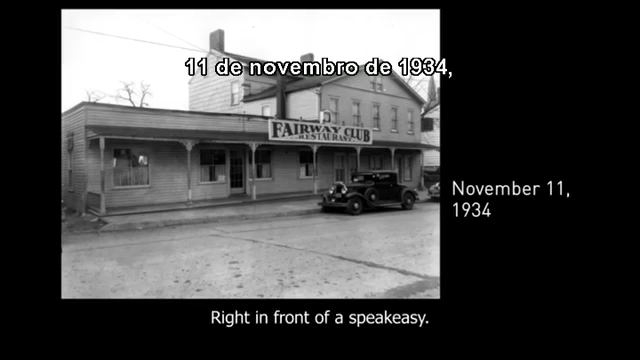 11 de novembro de 1934,
FAIRWAY CLUB
RESTAURANT
November 11,
1934
Right in front of a speakeasy.